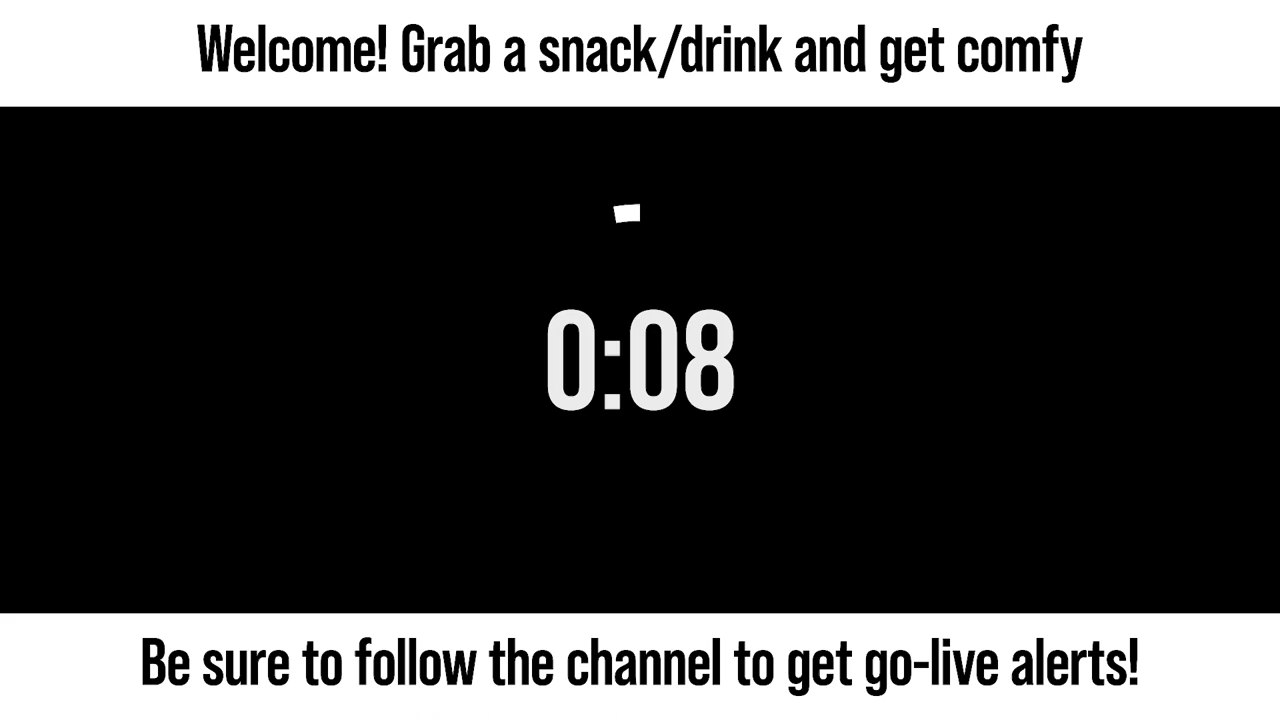 Welcome! Grab a snack/drink and get comfy
0:08
Be sure to follow the channel to get go-live alerts!